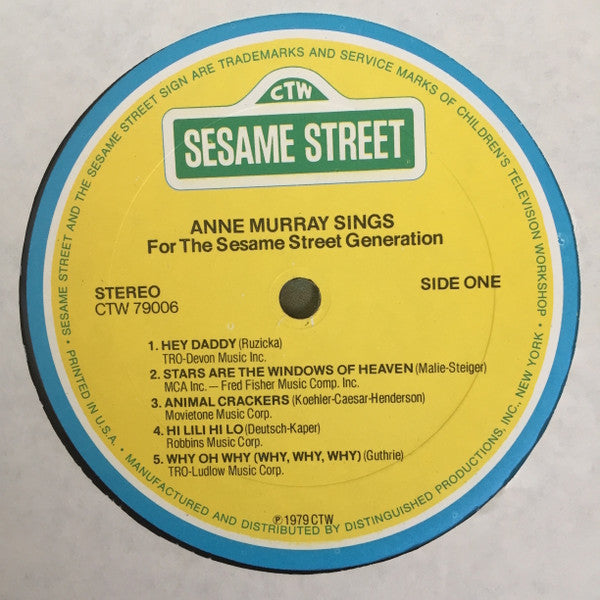 • SESAME STREET AND THE SESAME STREET SIGN ARE TRADEMARKS AND SERVICE MARKS OF CHILDREN'S TELEVISION WORKSHOP •
CTW
SESAME STREET
ANNE MURRAY SINGS
For The Sesame Street Generation
STEREO
CTW 79006
SIDE ONE
1. HEY DADDY (Ruzicka)
TRO-Devon Music Inc.
2. STARS ARE THE WINDOWS OF HEAVEN (Malie-Steiger)
MCA Inc. — Fred Fisher Music Comp. Inc.
3. ANIMAL CRACKERS (Koehler-Caesar-Henderson)
Movietone Music Corp.
4. HI LILI HI LO (Deutsch-Kaper)
Robbins Music Corp.
5. WHY OH WHY (WHY, WHY, WHY) (Guthrie)
TRO-Ludlow Music Corp.
℗ 1979 CTW
PRINTED IN U.S.A. • MANUFACTURED AND DISTRIBUTED BY DISTINGUISHED PRODUCTIONS, INC., NEW YORK •